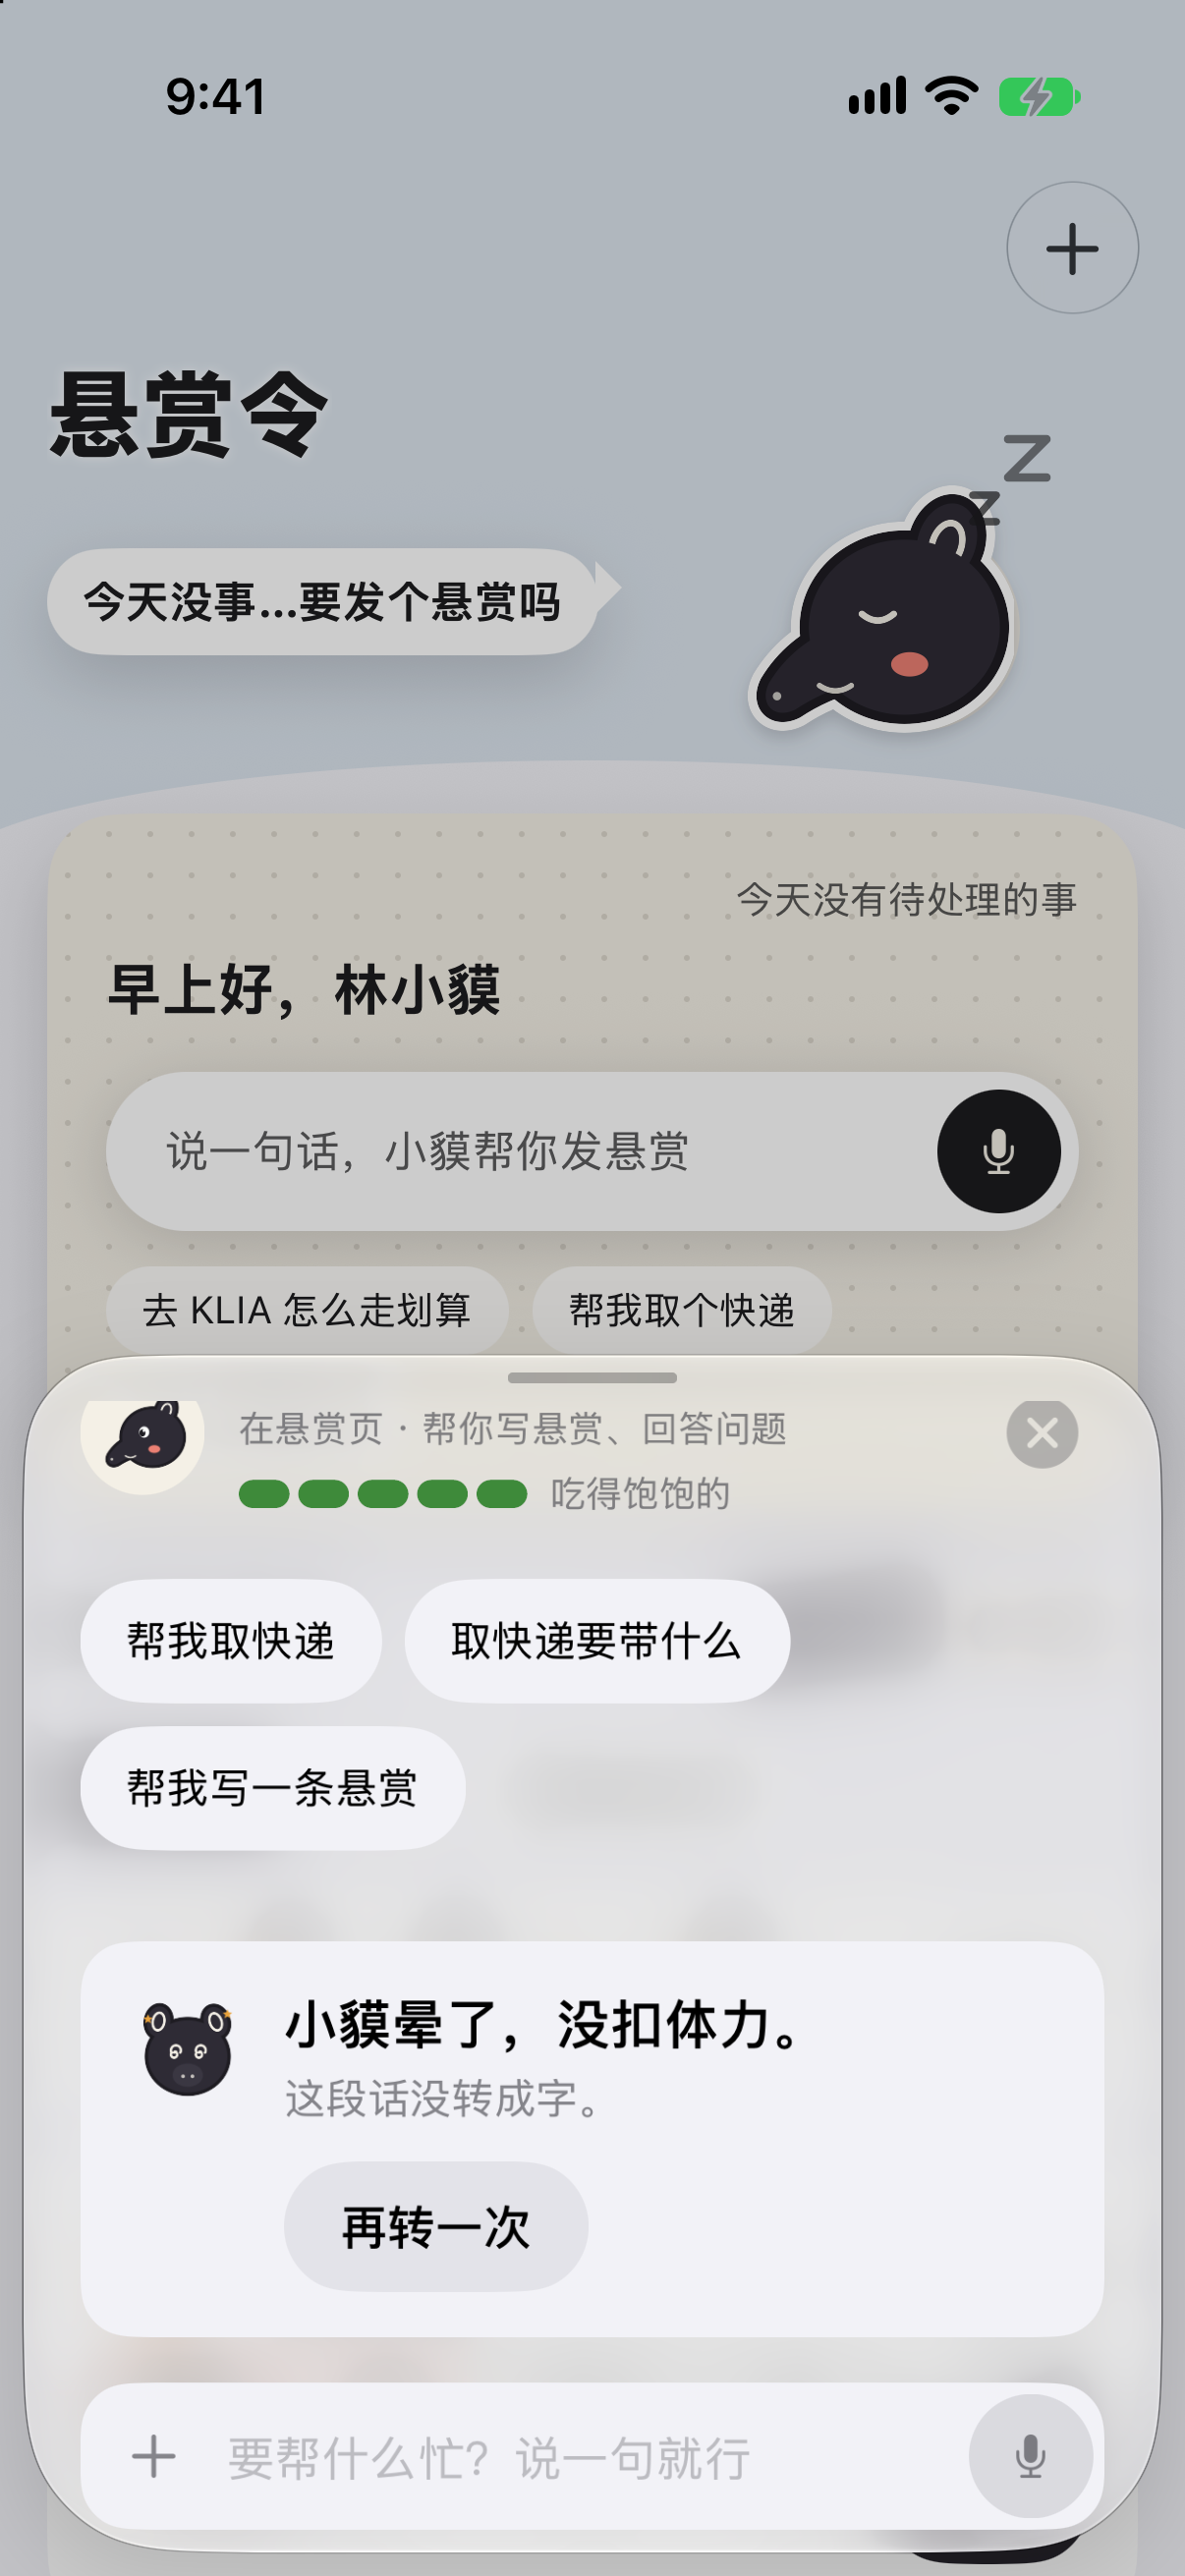 9:41
悬赏令
Z
Z
今天没事...要发个悬赏吗
今天没有待处理的事
早上好，林小貘
说一句话，小貘帮你发悬赏
去 KLIA 怎么走划算
帮我取个快递
在悬赏页 · 帮你写悬赏、回答问题
吃得饱饱的
帮我取快递
取快递要带什么
帮我写一条悬赏
小貘晕了，没扣体力。
这段话没转成字。
再转一次
要帮什么忙？说一句就行